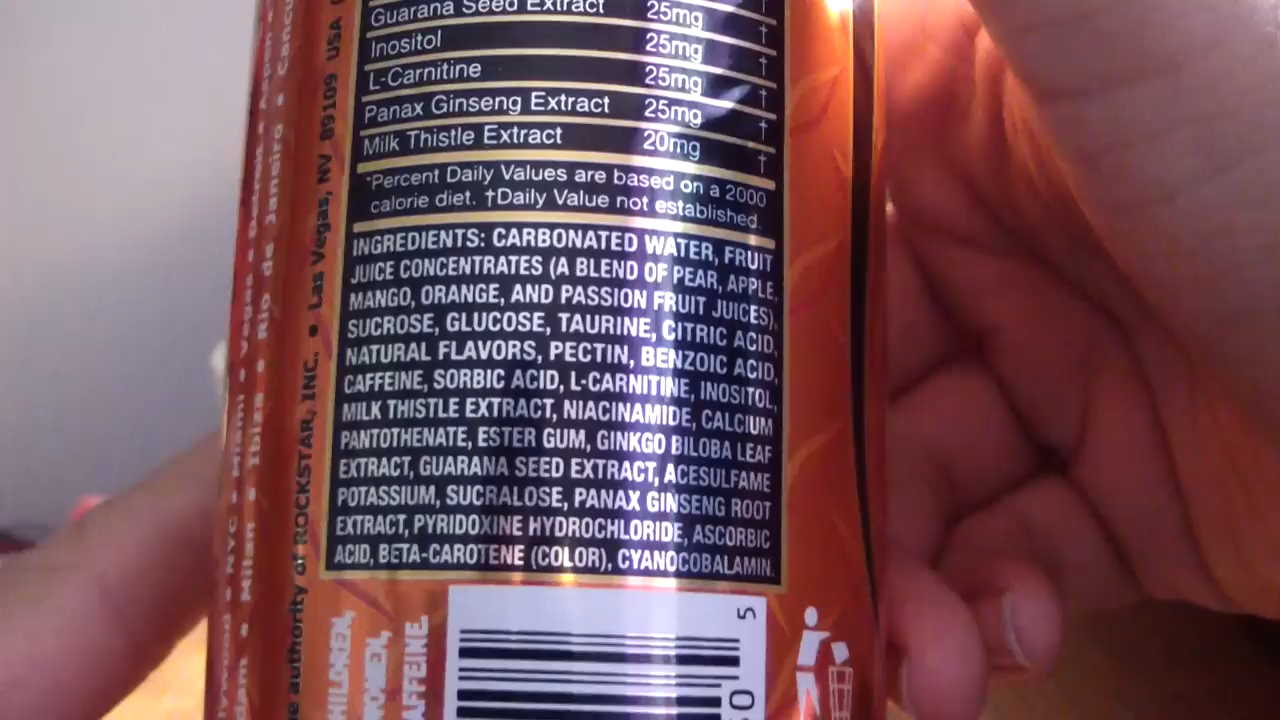 Guarana Seed Extract 25mg †
Inositol 25mg †
L-Carnitine 25mg †
Panax Ginseng Extract 25mg †
Milk Thistle Extract 20mg †
*Percent Daily Values are based on a 2000
calorie diet. †Daily Value not established.
INGREDIENTS: CARBONATED WATER, FRUIT
JUICE CONCENTRATES (A BLEND OF PEAR, APPLE,
MANGO, ORANGE, AND PASSION FRUIT JUICES),
SUCROSE, GLUCOSE, TAURINE, CITRIC ACID,
NATURAL FLAVORS, PECTIN, BENZOIC ACID,
CAFFEINE, SORBIC ACID, L-CARNITINE, INOSITOL,
MILK THISTLE EXTRACT, NIACINAMIDE, CALCIUM
PANTOTHENATE, ESTER GUM, GINKGO BILOBA LEAF
EXTRACT, GUARANA SEED EXTRACT, ACESULFAME
POTASSIUM, SUCRALOSE, PANAX GINSENG ROOT
EXTRACT, PYRIDOXINE HYDROCHLORIDE, ASCORBIC
ACID, BETA-CAROTENE (COLOR), CYANOCOBALAMIN.
authority of ROCKSTAR, INC. • Las Vegas, NV 89109 USA
• NYC • Miami • Vegas • Detroit • Aspen •
• Milan • Ibiza • Rio de Janeiro •
AFFEINE.
5
0